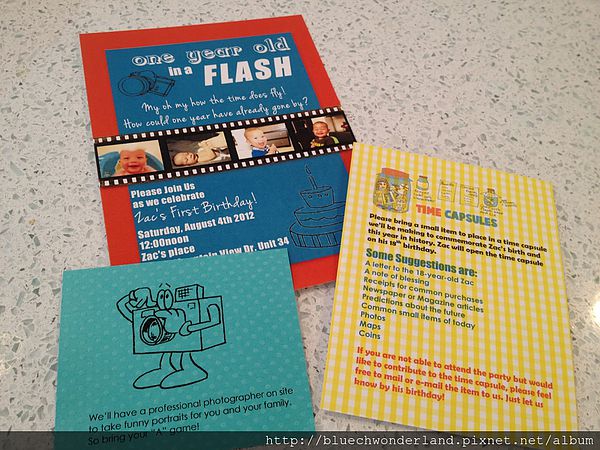 one year old
in a FLASH
My oh my how the time does fly!
How could one year have already gone by?
Please join Us
as we celebrate
Zac's First Birthday!
Saturday, August 4th 2012
12:00noon
Zac's place
View Dr, Unit 34
TIME CAPSULES
Please bring a small item to place in a time capsule
we'll be making to commemorate Zac's birth and
this year in history. Zac will open the time capsule
on his 18th birthday.
Some Suggestions are:
A letter to the 18-year-old Zac
A note of blessing
Receipts for common purchases
Newspaper or Magazine articles
Predictions about the future
Common small items of today
Photos
Maps
Coins
If you are not able to attend the party but would
like to contribute to the time capsule, please feel
free to mail or e-mail the item to us. Just let us
know by his birthday!
We'll have a professional photographer on site
to take funny portraits for you and your family.
So bring your "A" game!
http://bluechwonderland.pixnet.net/album